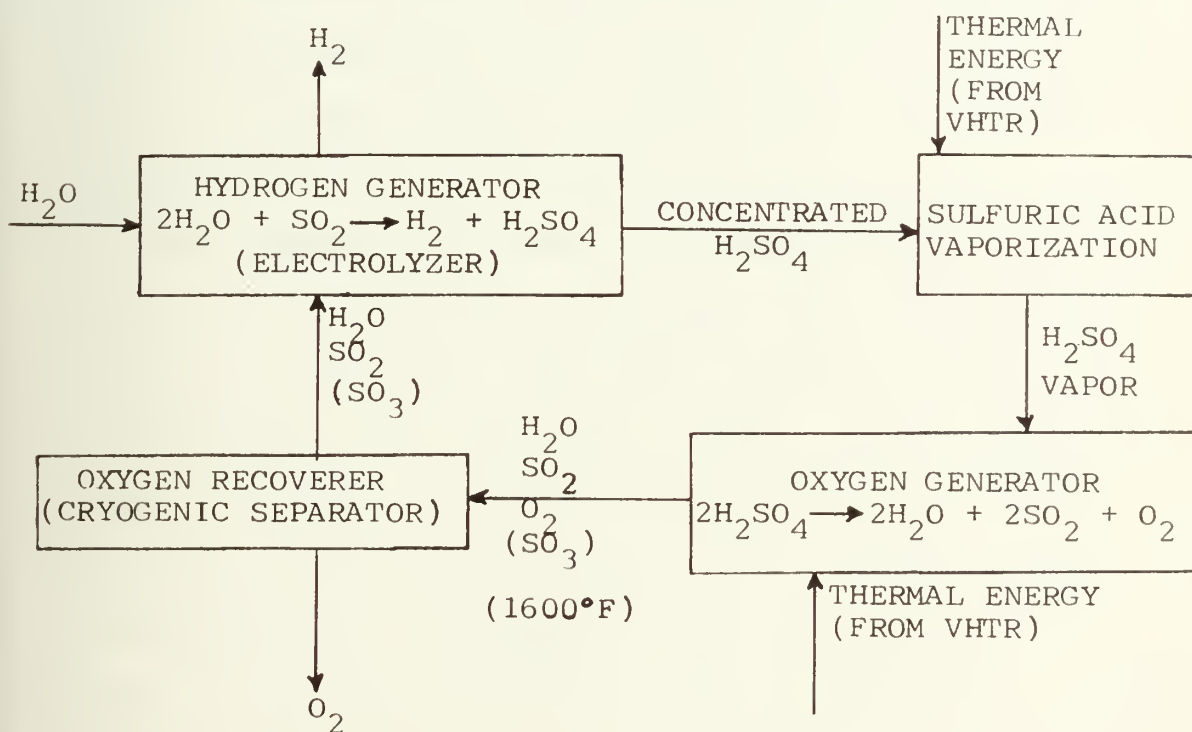 H₂
THERMAL
ENERGY
(FROM
VHTR)
H₂O
HYDROGEN GENERATOR
2H₂O + SO₂ → H₂ + H₂SO₄
(ELECTROLYZER)
CONCENTRATED
H₂SO₄
SULFURIC ACID
VAPORIZATION
H₂O
SO₂
(SO₃)
H₂SO₄
VAPOR
OXYGEN RECOVERER
(CRYOGENIC SEPARATOR)
H₂O
SO₂
O₂
(SO₃)
(1600°F)
OXYGEN GENERATOR
2H₂SO₄ → 2H₂O + 2SO₂ + O₂
THERMAL ENERGY
(FROM VHTR)
O₂